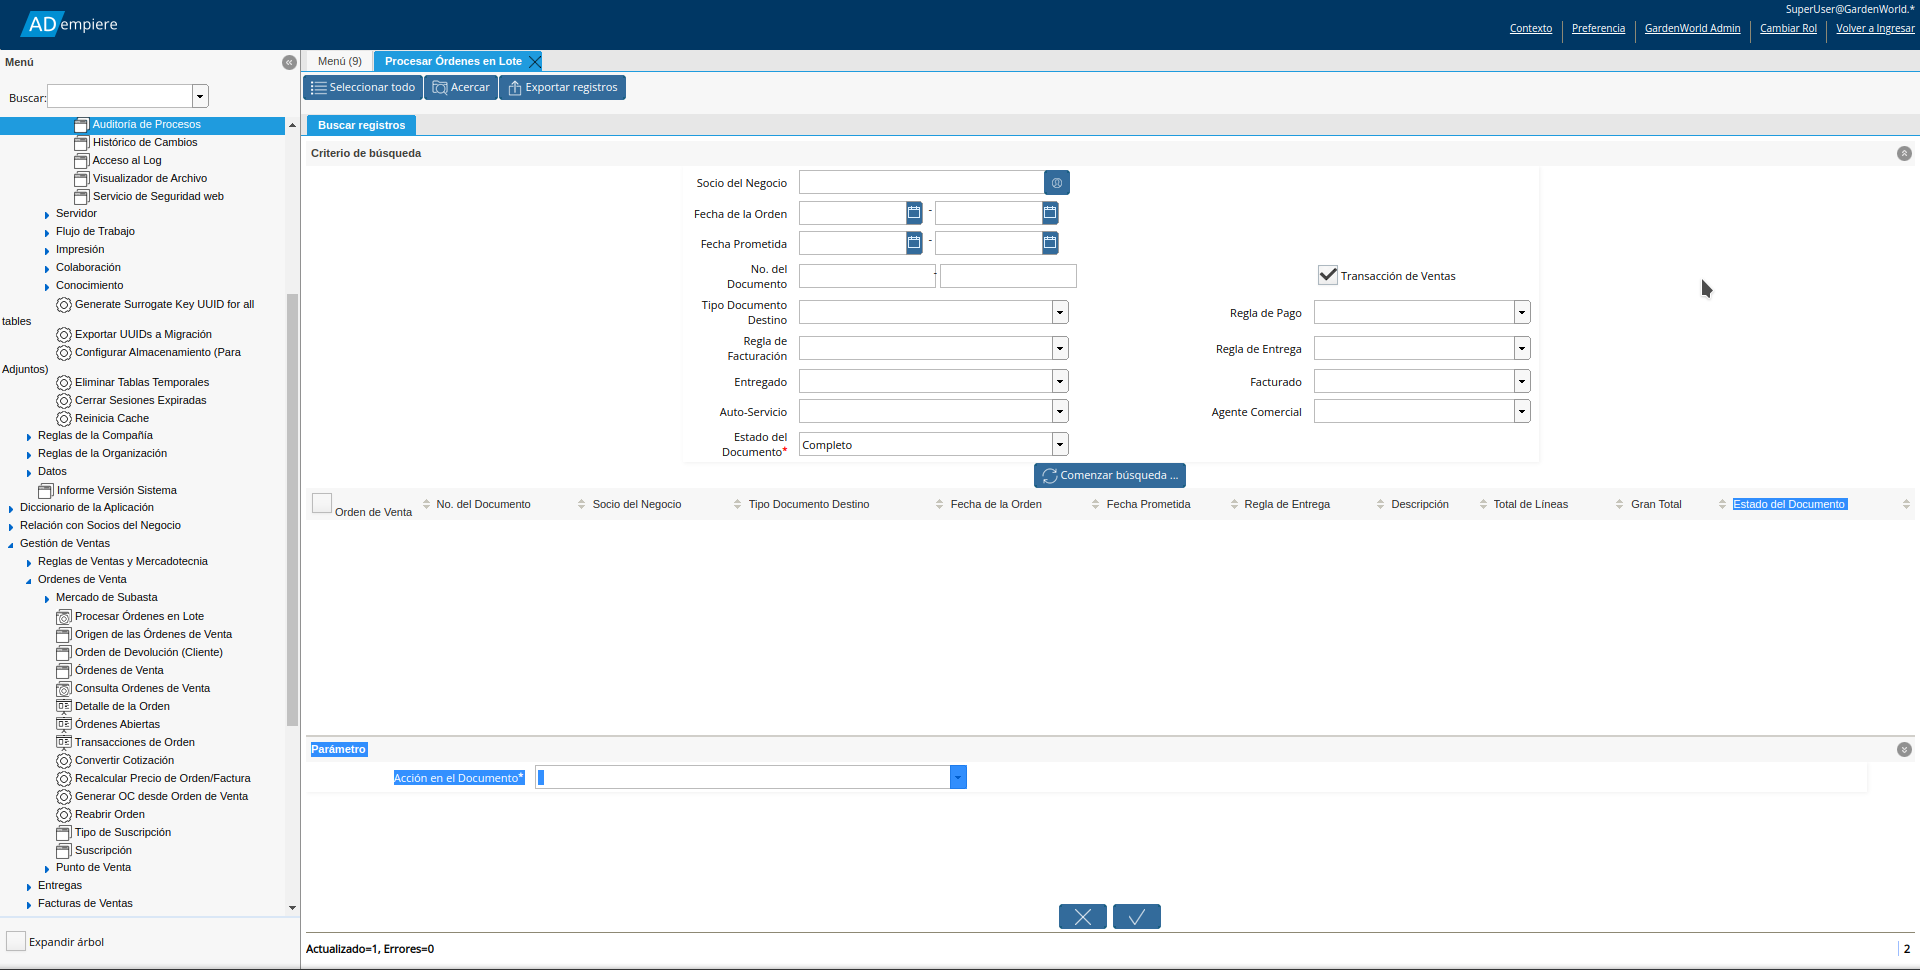 ADempiere
SuperUser@GardenWorld.*
Contexto
Preferencia
GardenWorld Admin
Cambiar Rol
Volver a Ingresar
Menú
Buscar:
Auditoría de Procesos
Histórico de Cambios
Acceso al Log
Visualizador de Archivo
Servicio de Seguridad web
Servidor
Flujo de Trabajo
Impresión
Colaboración
Conocimiento
Generate Surrogate Key UUID for all
tables
Exportar UUIDs a Migración
Configurar Almacenamiento (Para
Adjuntos)
Eliminar Tablas Temporales
Cerrar Sesiones Expiradas
Reinicia Cache
Reglas de la Compañía
Reglas de la Organización
Datos
Informe Versión Sistema
Diccionario de la Aplicación
Relación con Socios del Negocio
Gestión de Ventas
Reglas de Ventas y Mercadotecnia
Ordenes de Venta
Mercado de Subasta
Procesar Órdenes en Lote
Origen de las Órdenes de Venta
Orden de Devolución (Cliente)
Órdenes de Venta
Consulta Ordenes de Venta
Detalle de la Orden
Órdenes Abiertas
Transacciones de Orden
Convertir Cotización
Recalcular Precio de Orden/Factura
Generar OC desde Orden de Venta
Reabrir Orden
Tipo de Suscripción
Suscripción
Punto de Venta
Entregas
Facturas de Ventas
Expandir árbol
Menú (9)
Procesar Órdenes en Lote
Seleccionar todo
Acercar
Exportar registros
Buscar registros
Criterio de búsqueda
Socio del Negocio
Fecha de la Orden -
Fecha Prometida -
No. del
Documento -
Transacción de Ventas
Tipo Documento
Destino
Regla de Pago
Regla de
Facturación
Regla de Entrega
Entregado
Facturado
Auto-Servicio
Agente Comercial
Estado del
Documento* Completo
Comenzar búsqueda ...
Orden de Venta
No. del Documento
Socio del Negocio
Tipo Documento Destino
Fecha de la Orden
Fecha Prometida
Regla de Entrega
Descripción
Total de Líneas
Gran Total
Estado del Documento
Parámetro
Acción en el Documento*
Actualizado=1, Errores=0
2